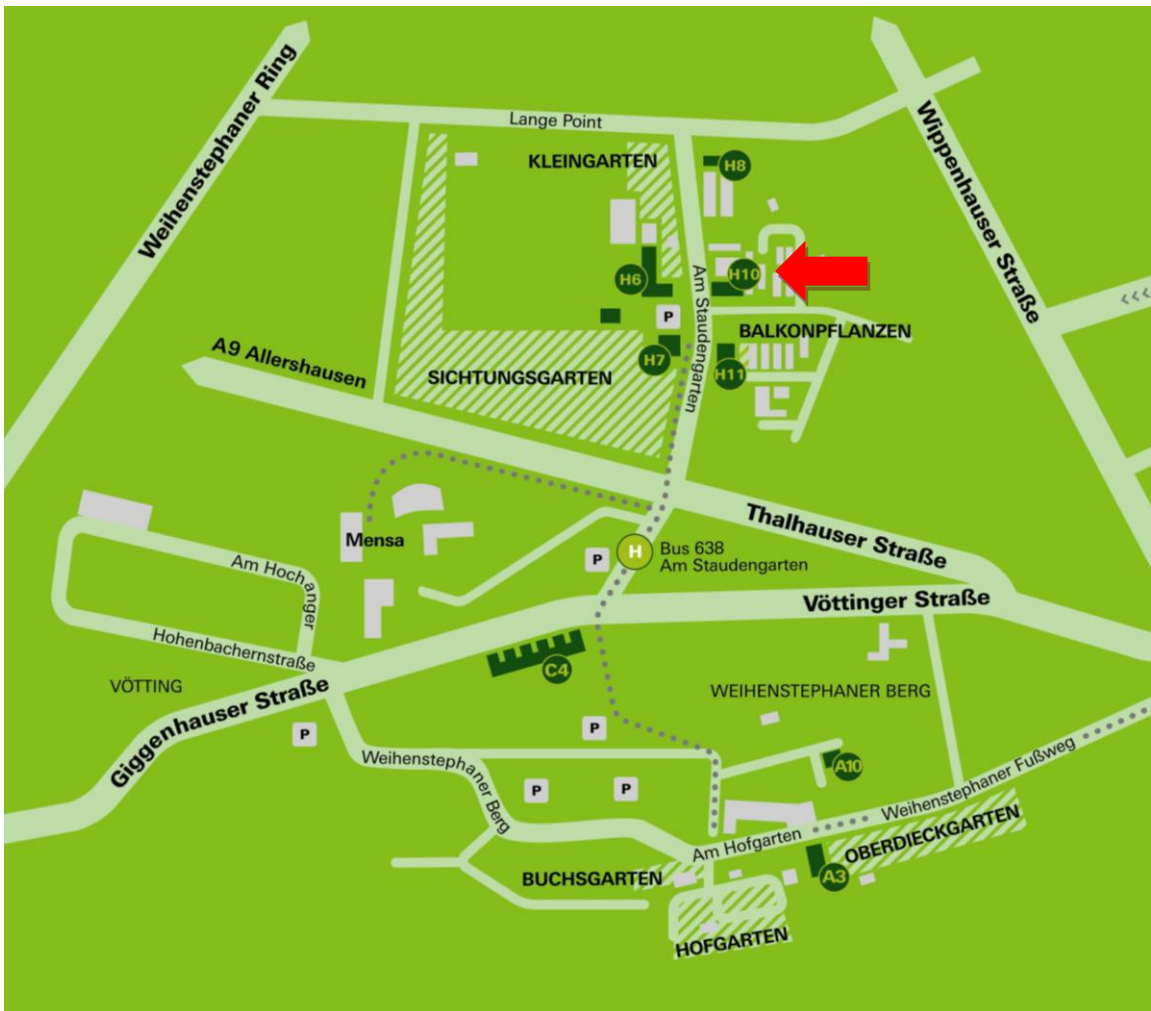 Weihenstephaner Ring
Lange Point
Wippenhauser Straße
KLEINGARTEN
H8
H6
H10
Am Staudengarten
P
BALKONPFLANZEN
A9 Allershausen
H7
H11
SICHTUNGSGARTEN
Mensa
Thalhauser Straße
H
Bus 638
Am Staudengarten
P
Am Hochanger
Vöttinger Straße
Hohenbachernstraße
C4
VÖTTING
WEIHENSTEPHANER BERG
Giggenhauser Straße
P
P
Weihenstephaner Berg
A10
P
P
Weihenstephaner Fußweg
Am Hofgarten
OBERDIECKGARTEN
BUCHSGARTEN
A3
HOFGARTEN